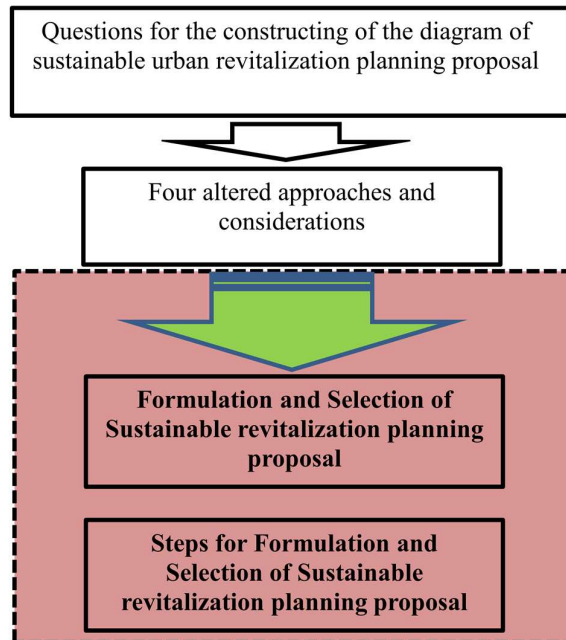 Questions for the constructing of the diagram of
sustainable urban revitalization planning proposal
Four altered approaches and
considerations
Formulation and Selection of
Sustainable revitalization planning
proposal
Steps for Formulation and
Selection of Sustainable
revitalization planning proposal